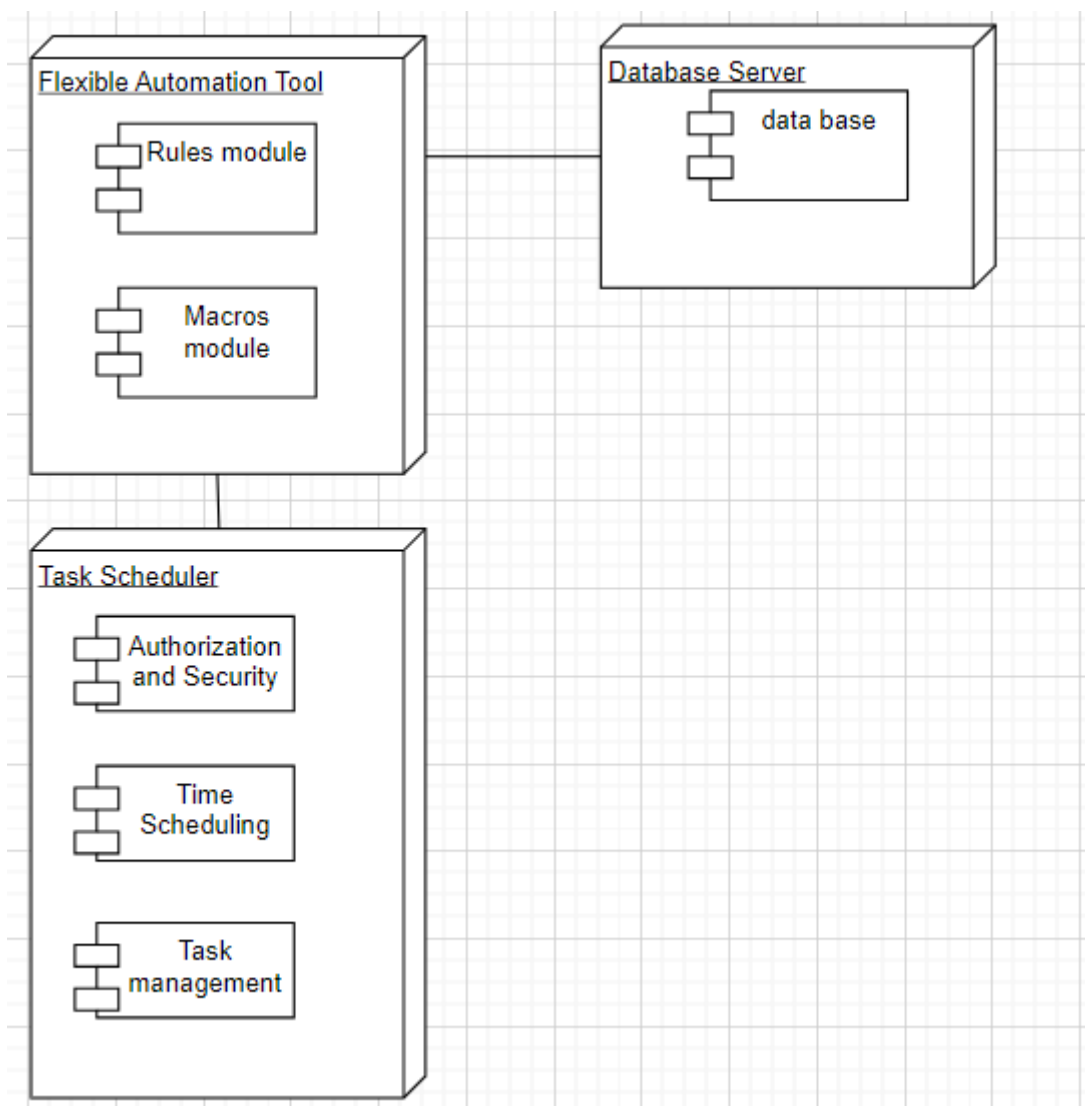 Flexible Automation Tool
Rules module
Macros
module
Database Server
data base
Task Scheduler
Authorization
and Security
Time
Scheduling
Task
management